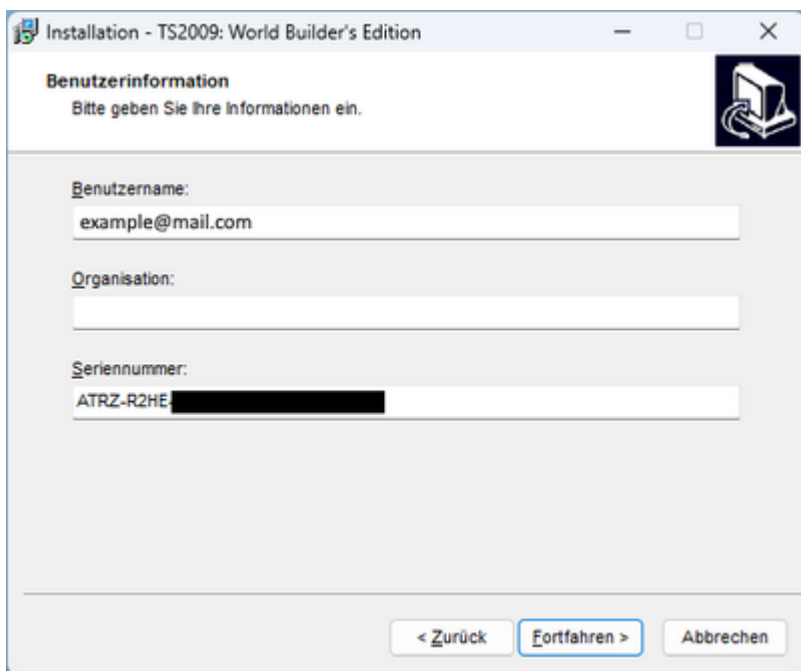 Installation - TS2009: World Builder's Edition
Benutzerinformation
Bitte geben Sie Ihre Informationen ein.
Benutzername:
example@mail.com
Organisation:
Seriennummer:
ATRZ-R2HE-
< Zurück
Fortfahren >
Abbrechen